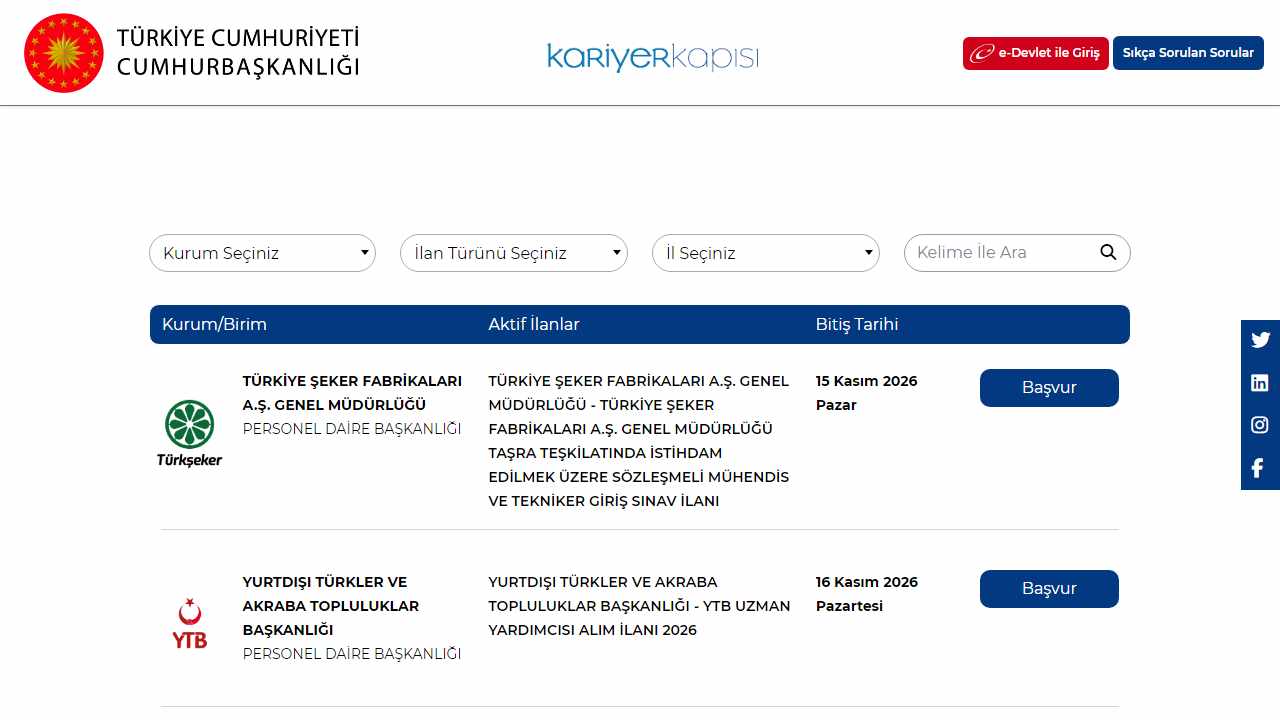 TÜRKİYE CUMHURİYETİ
CUMHURBAŞKANLIĞI
kariyerkapısı
e-Devlet ile Giriş
Sıkça Sorulan Sorular
Kurum Seçiniz
İlan Türünü Seçiniz
İl Seçiniz
Kelime İle Ara
Kurum/Birim
Aktif İlanlar
Bitiş Tarihi
Türkşeker
TÜRKİYE ŞEKER FABRİKALARI
A.Ş. GENEL MÜDÜRLÜĞÜ
PERSONEL DAİRE BAŞKANLIĞI
TÜRKİYE ŞEKER FABRİKALARI A.Ş. GENEL
MÜDÜRLÜĞÜ - TÜRKİYE ŞEKER
FABRİKALARI A.Ş. GENEL MÜDÜRLÜĞÜ
TAŞRA TEŞKİLATINDA İSTİHDAM
EDİLMEK ÜZERE SÖZLEŞMELİ MÜHENDİS
VE TEKNİKER GİRİŞ SINAV İLANI
15 Kasım 2026
Pazar
Başvur
YTB
YURTDIŞI TÜRKLER VE
AKRABA TOPLULUKLAR
BAŞKANLIĞI
PERSONEL DAİRE BAŞKANLIĞI
YURTDIŞI TÜRKLER VE AKRABA
TOPLULUKLAR BAŞKANLIĞI - YTB UZMAN
YARDIMCISI ALIM İLANI 2026
16 Kasım 2026
Pazartesi
Başvur